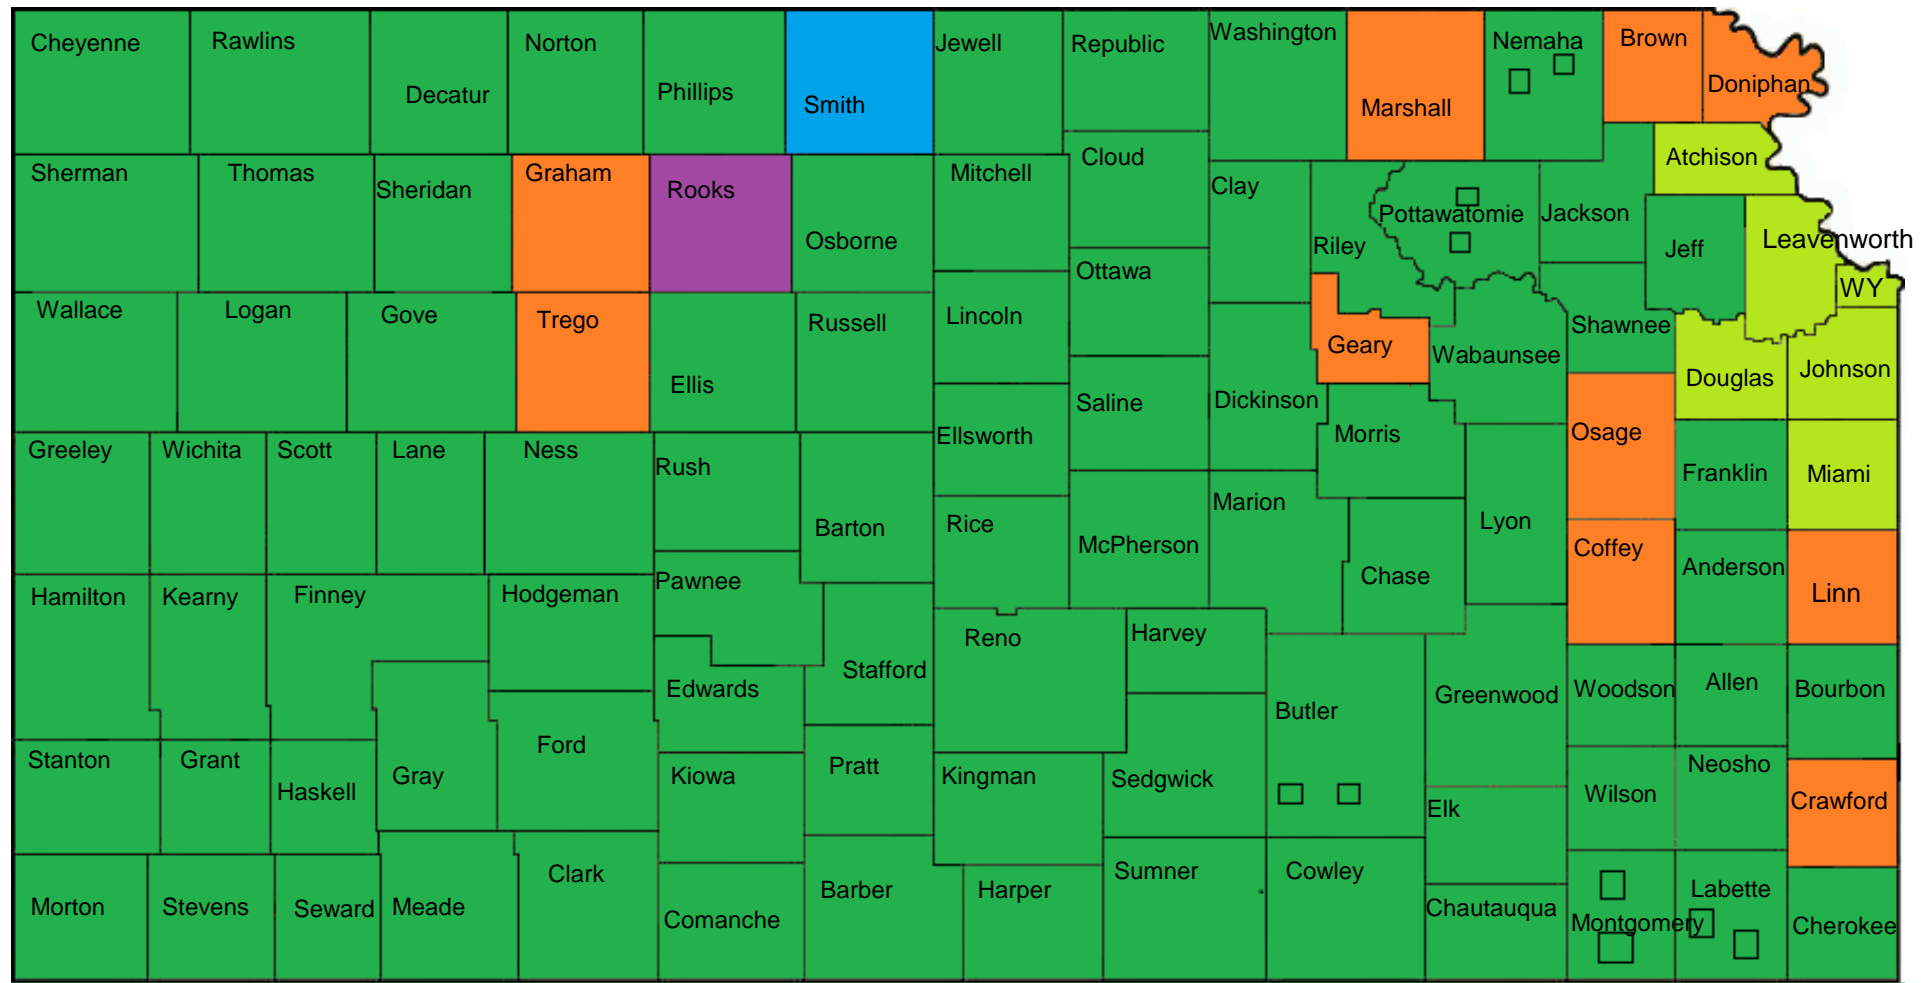 Cheyenne
Rawlins
Decatur
Norton
Phillips
Smith
Jewell
Republic
Washington
Marshall
Nemaha
Brown
Doniphan
Sherman
Thomas
Sheridan
Graham
Rooks
Osborne
Mitchell
Cloud
Clay
Riley
Pottawatomie
Jackson
Atchison
Jeff
Leavenworth
WY
Wallace
Logan
Gove
Trego
Ellis
Russell
Lincoln
Ottawa
Saline
Dickinson
Geary
Wabaunsee
Shawnee
Douglas
Johnson
Greeley
Wichita
Scott
Lane
Ness
Rush
Barton
Ellsworth
Rice
McPherson
Marion
Morris
Chase
Lyon
Osage
Franklin
Miami
Coffey
Anderson
Linn
Hamilton
Kearny
Finney
Hodgeman
Pawnee
Edwards
Stafford
Reno
Harvey
Butler
Greenwood
Woodson
Allen
Bourbon
Stanton
Grant
Haskell
Gray
Ford
Kiowa
Pratt
Kingman
Sedgwick
Elk
Wilson
Neosho
Crawford
Morton
Stevens
Seward
Meade
Clark
Comanche
Barber
Harper
Sumner
Cowley
Chautauqua
Montgomery
Labette
Cherokee